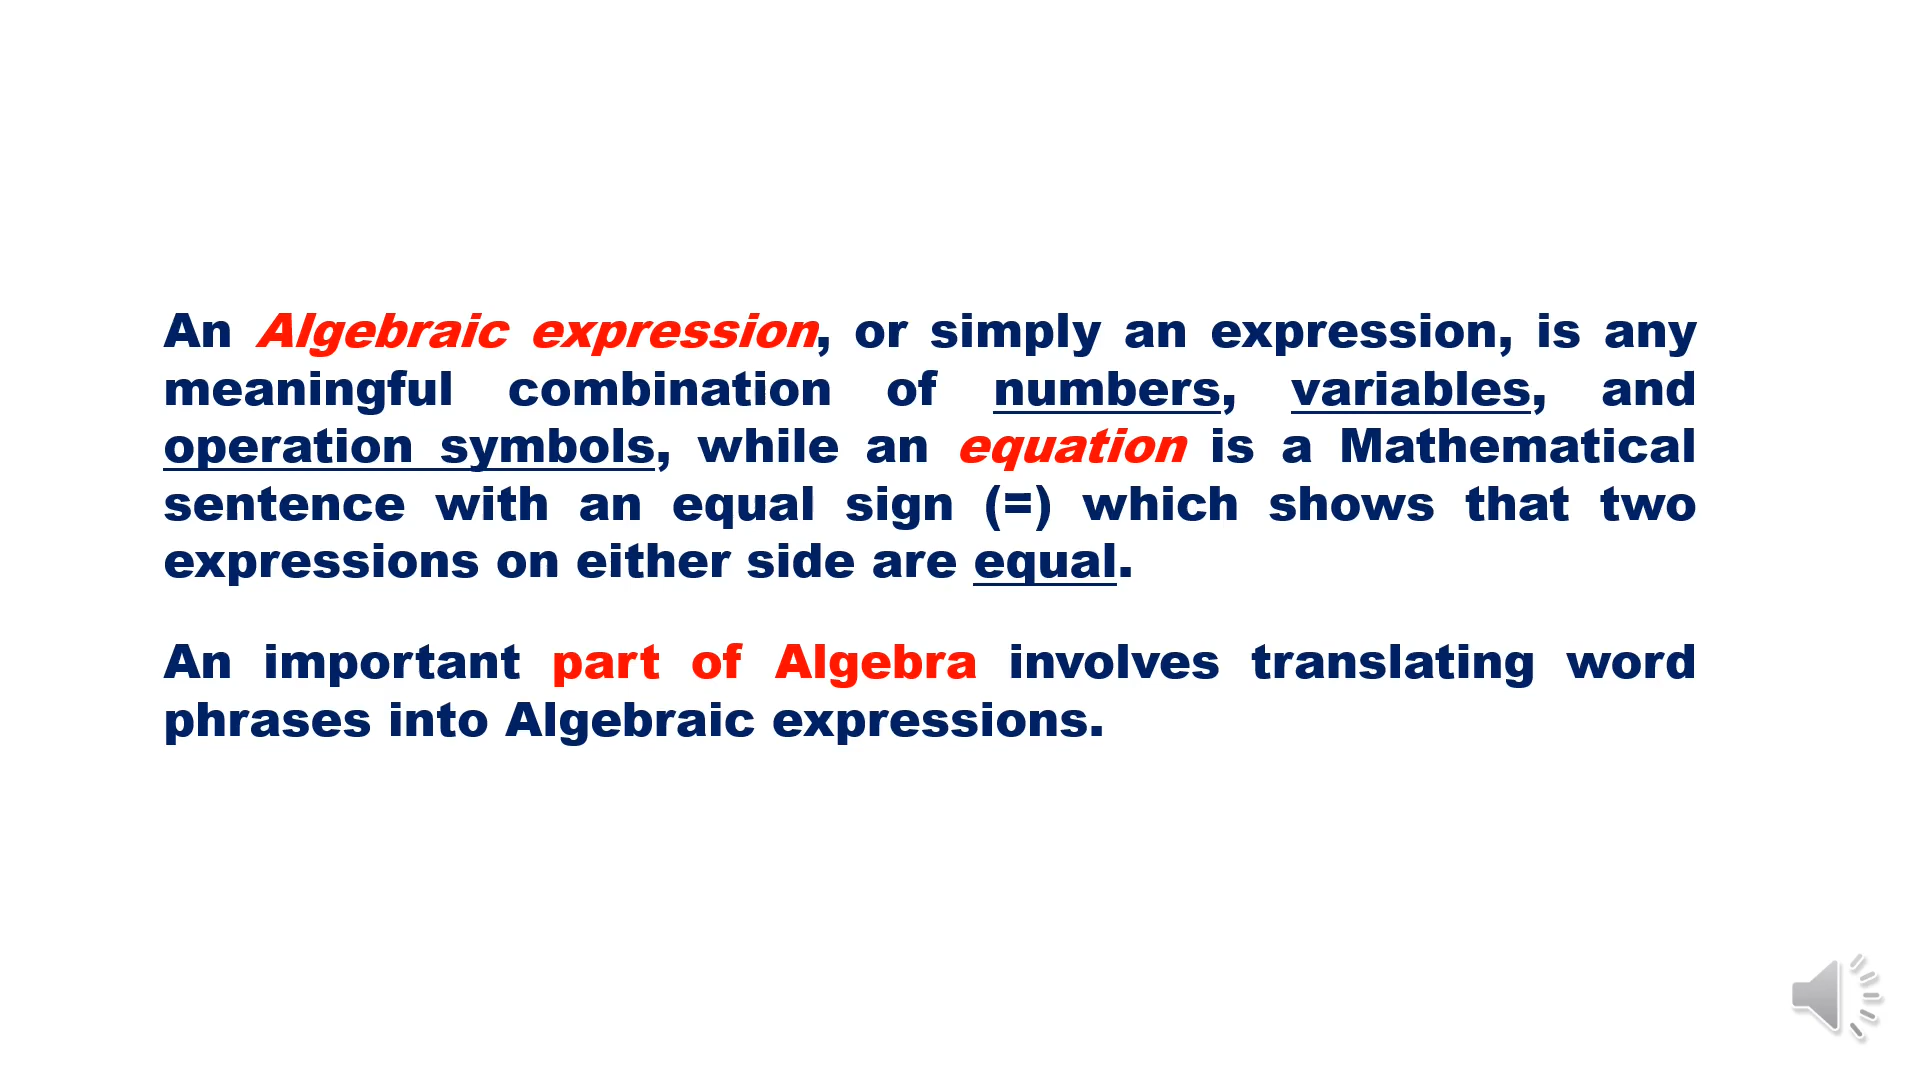 An Algebraic expression, or simply an expression, is any
meaningful combination of numbers, variables, and
operation symbols, while an equation is a Mathematical
sentence with an equal sign (=) which shows that two
expressions on either side are equal.
An important part of Algebra involves translating word
phrases into Algebraic expressions.